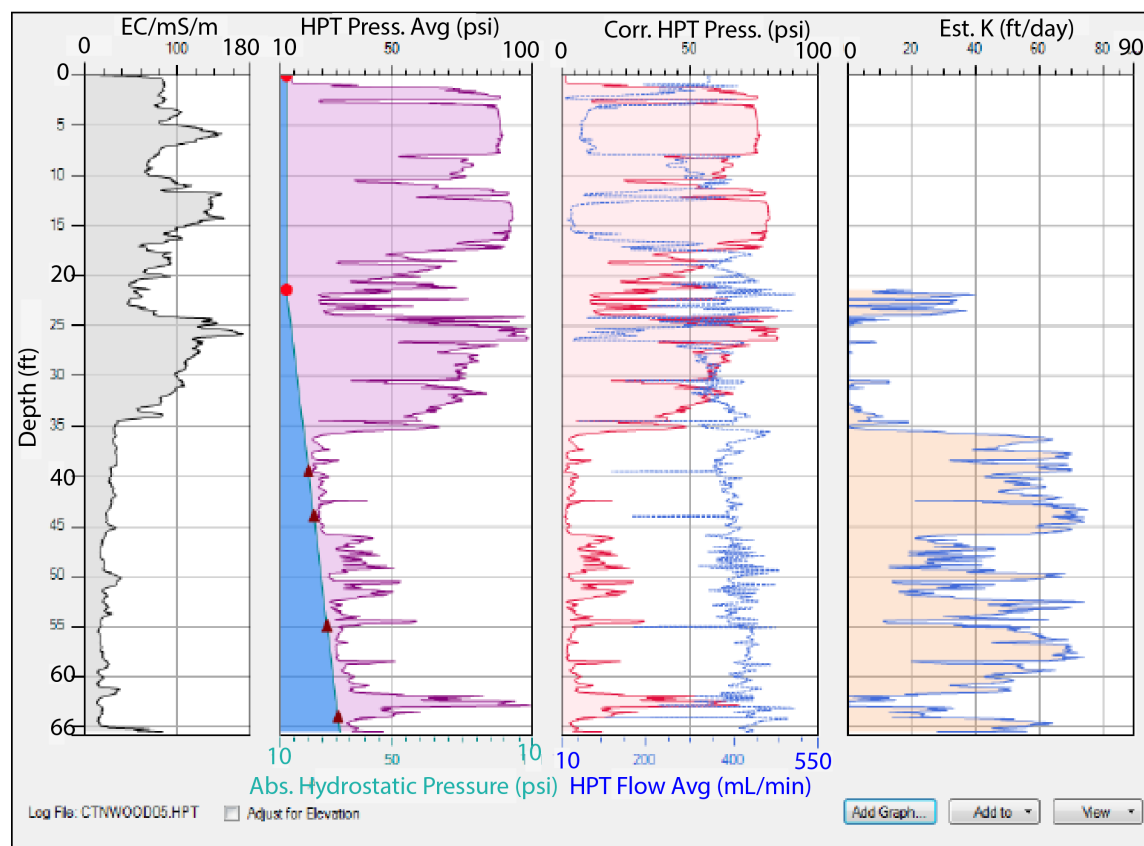 EC/mS/m HPT Press. Avg (psi) Corr. HPT Press. (psi) Est. K (ft/day)
0 100 180 10 50 100 0 50 100 0 20 40 60 80 90
Depth (ft)
0
5
10
15
20
25
30
35
40
45
50
55
60
66
10 50 10 10 200 400 550
Abs. Hydrostatic Pressure (psi) HPT Flow Avg (mL/min)
Log File: CTNWOOD05.HPT Adjust for Elevation Add Graph... Add to View